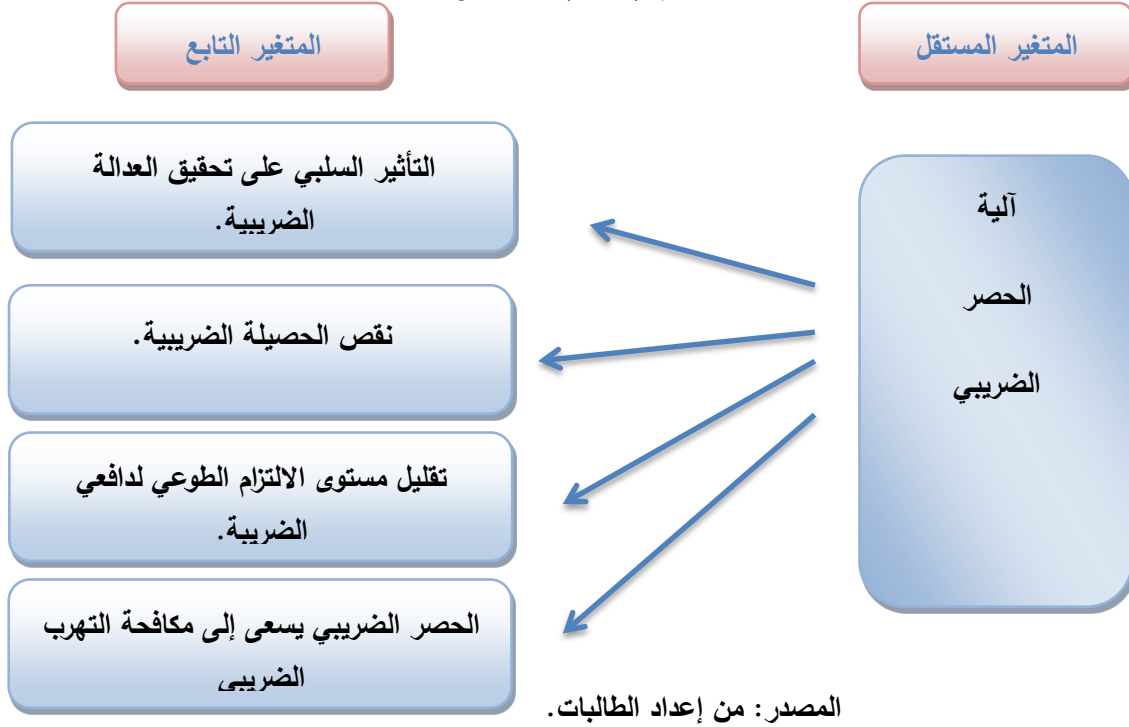 المتغير المستقل
المتغير التابع
آلية
الحصر
الضريبي
التأثير السلبي على تحقيق العدالة
الضريبية.
نقص الحصيلة الضريبية.
تقليل مستوى الالتزام الطوعي لدافعي
الضريبة.
الحصر الضريبي يسعى إلى مكافحة التهرب
الضريبي
المصدر: من إعداد الطالبات.